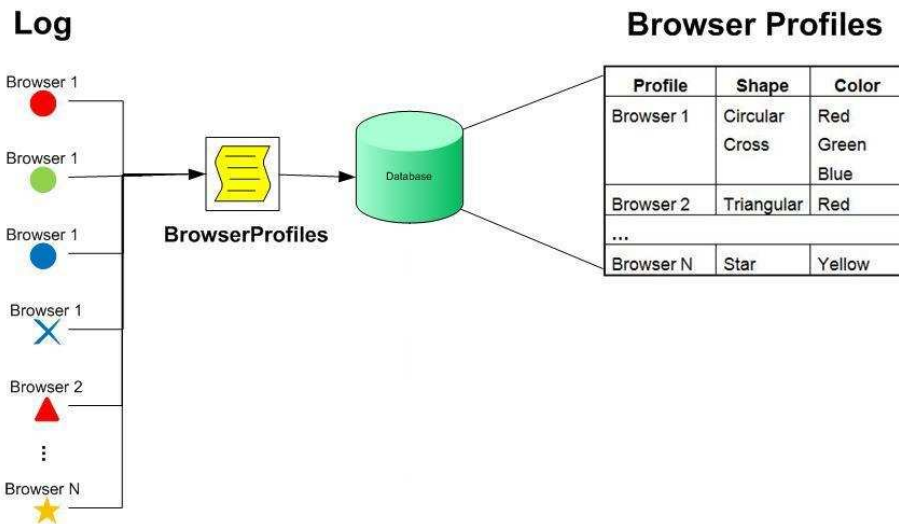 Log
Browser Profiles
Browser 1
Browser 1
Browser 1
Browser 1
Browser 2
...
Browser N
BrowserProfiles
Database
Profile Shape Color
Browser 1 Circular Red
Cross Green
Blue
Browser 2 Triangular Red
...
Browser N Star Yellow